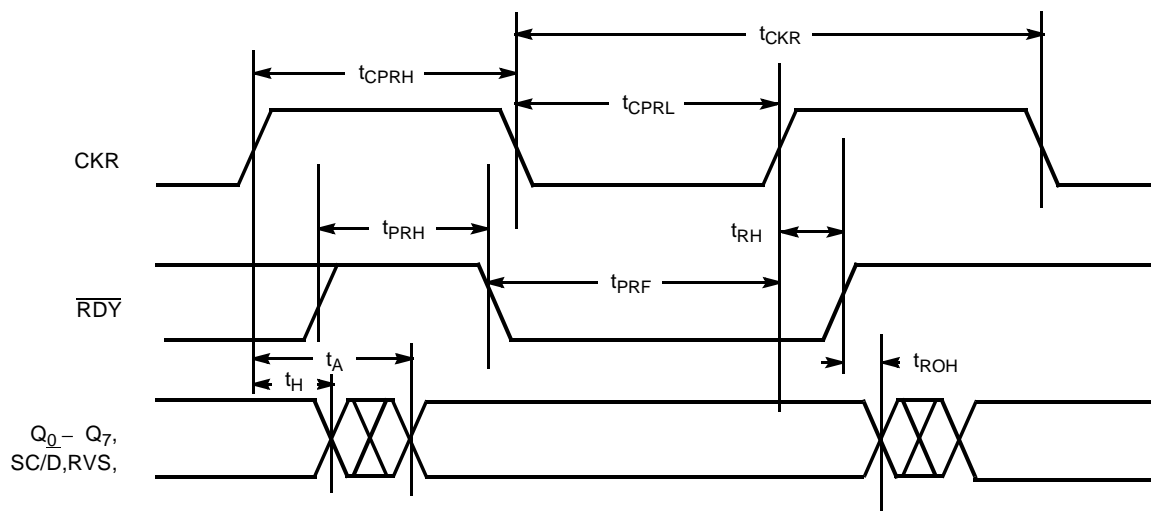 tCKR
tCPRH
tCPRL
CKR
tPRH
tRH
tPRF
RDY
tA
tROH
tH
Q0 – Q7,
SC/D,RVS,